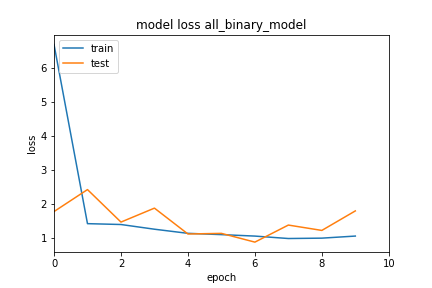 model loss all_binary_model
train
test
6
5
4
3
2
1
loss
0 2 4 6 8 10
epoch